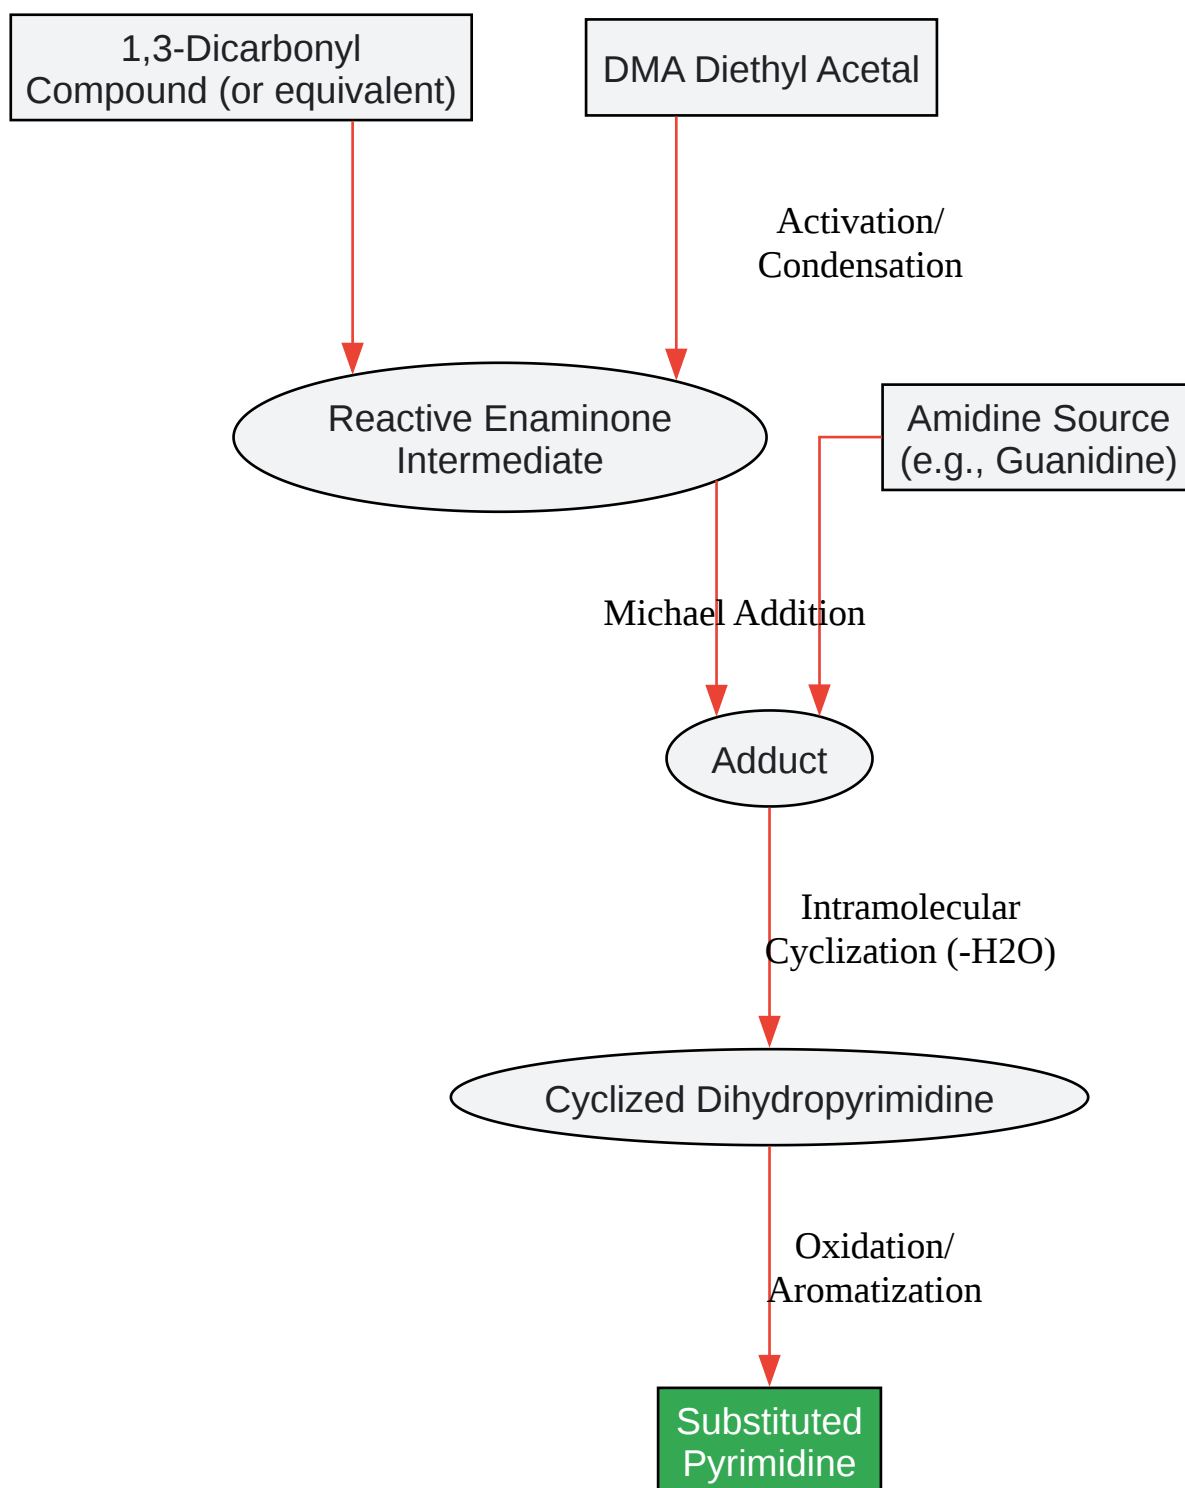 1,3-Dicarbonyl
Compound (or equivalent)
DMA Diethyl Acetal
Activation/
Condensation
Reactive Enaminone
Intermediate
Amidine Source
(e.g., Guanidine)
Michael Addition
Adduct
Intramolecular
Cyclization (-H2O)
Cyclized Dihydropyrimidine
Oxidation/
Aromatization
Substituted
Pyrimidine